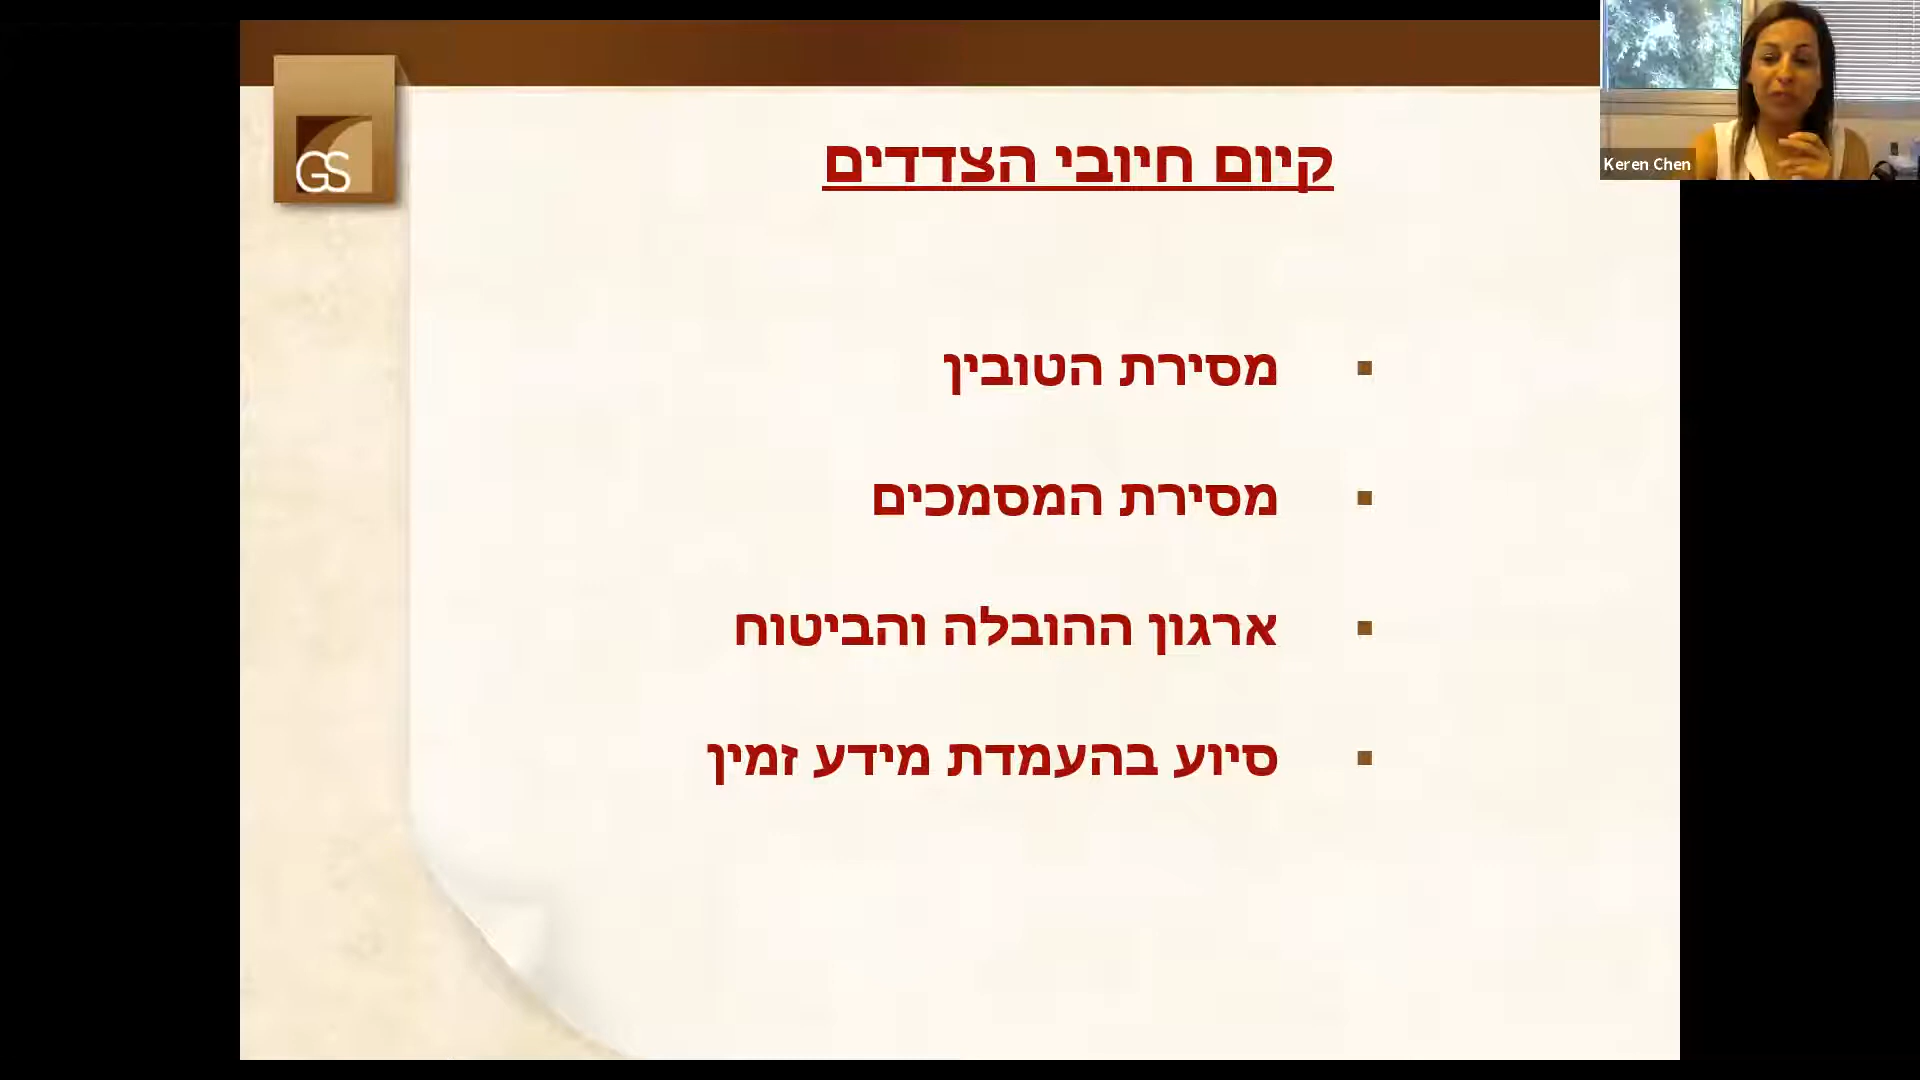 קיום חיובי הצדדים
מסירת הטובין
מסירת המסמכים
ארגון ההובלה והביטוח
סיוע בהעמדת מידע זמין
GS
Keren Chen